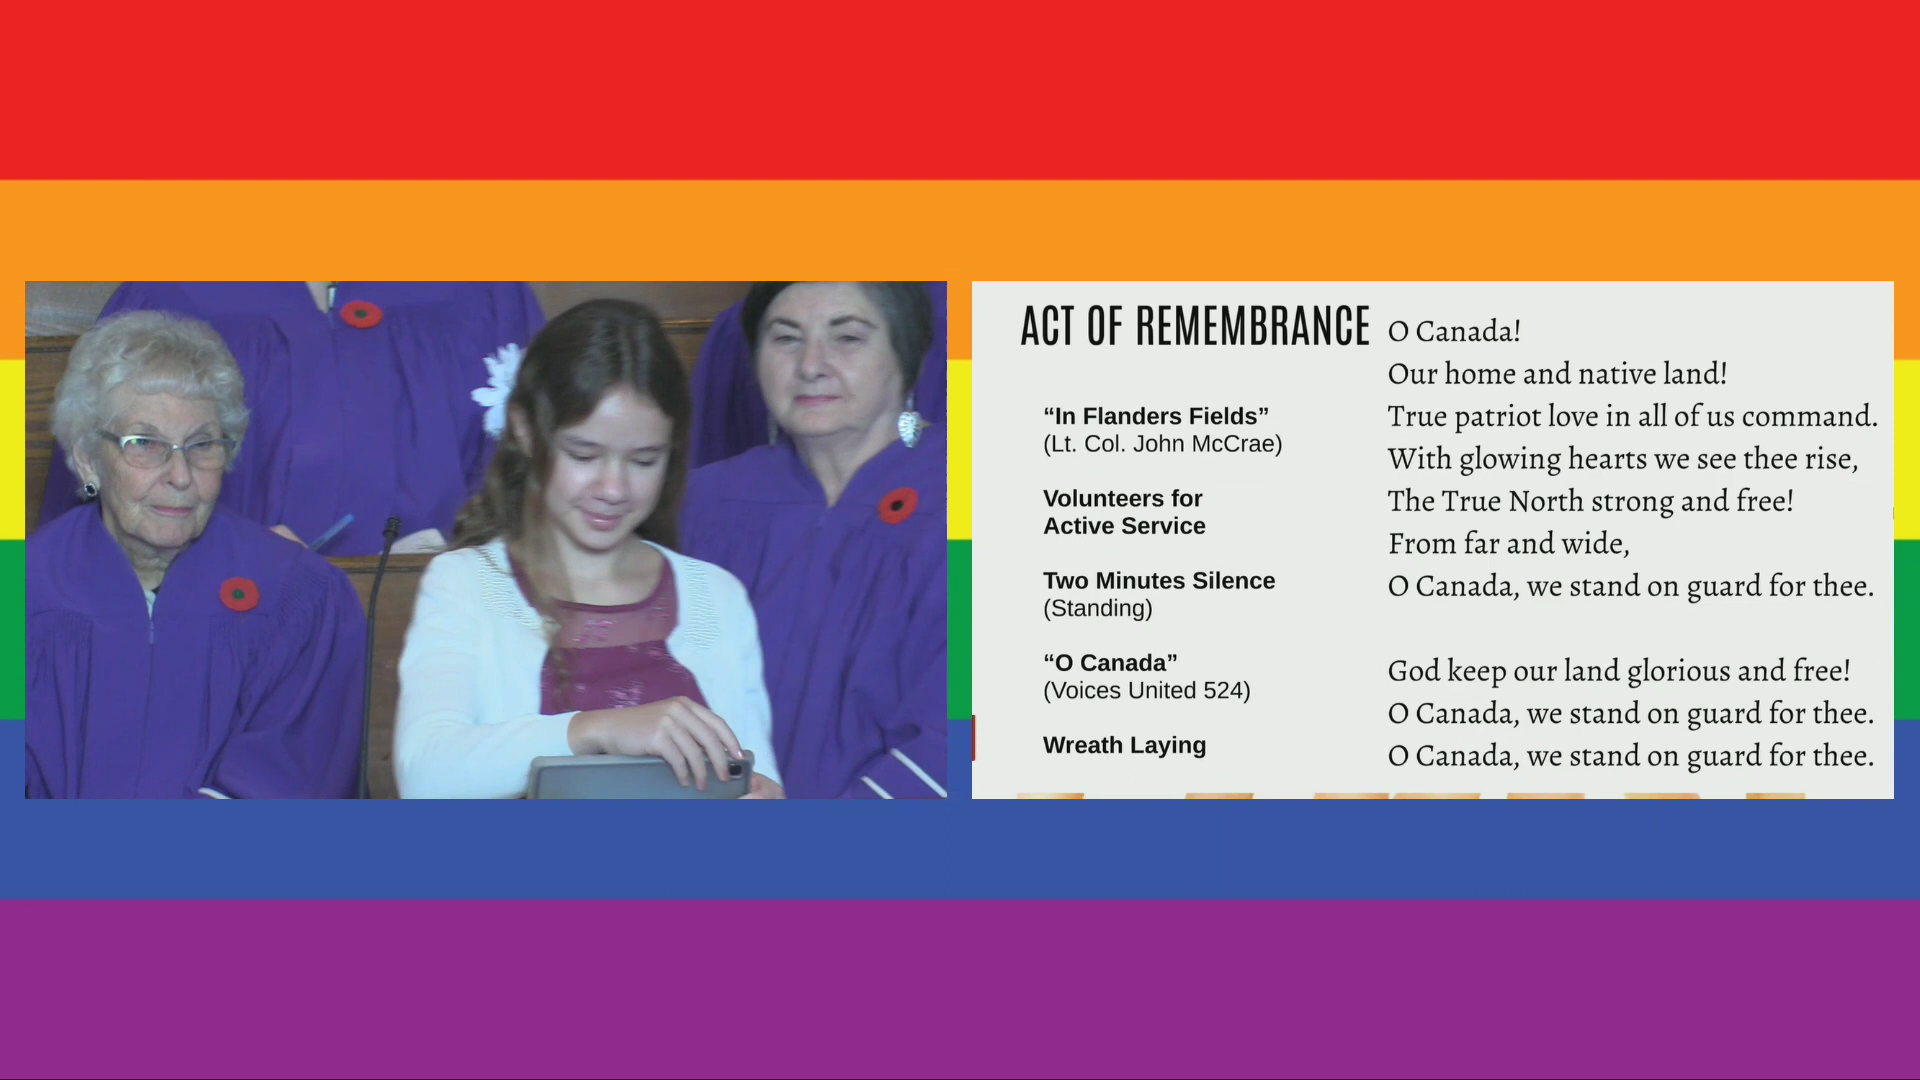 ACT OF REMEMBRANCE
“In Flanders Fields”
(Lt. Col. John McCrae)
Volunteers for
Active Service
Two Minutes Silence
(Standing)
“O Canada”
(Voices United 524)
Wreath Laying
O Canada!
Our home and native land!
True patriot love in all of us command.
With glowing hearts we see thee rise,
The True North strong and free!
From far and wide,
O Canada, we stand on guard for thee.
God keep our land glorious and free!
O Canada, we stand on guard for thee.
O Canada, we stand on guard for thee.